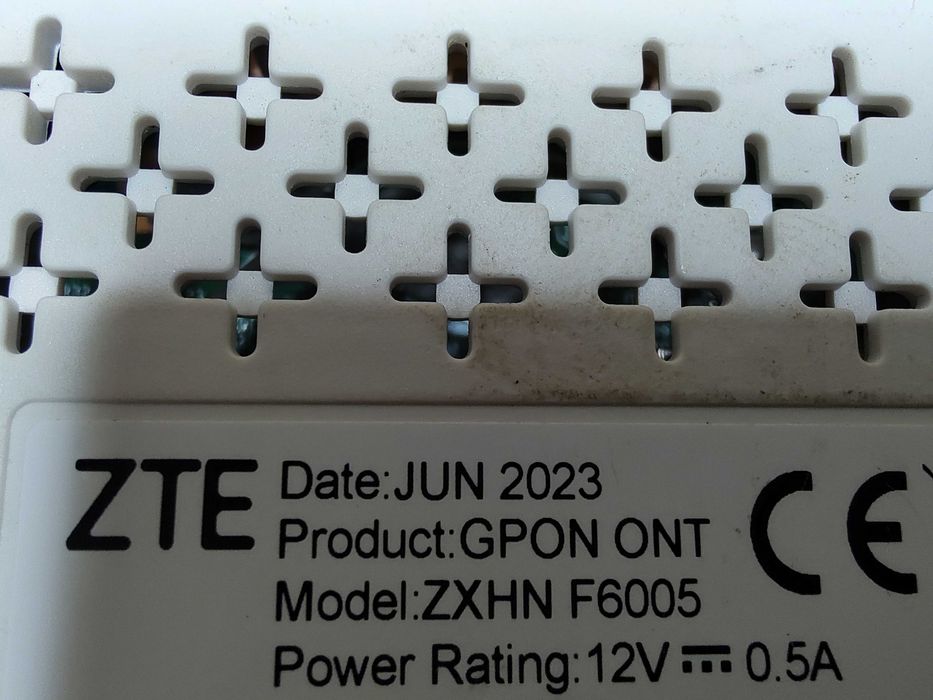 ZTE
Date:JUN 2023
Product:GPON ONT
Model:ZXHN F6005
Power Rating:12V⎓0.5A
CE